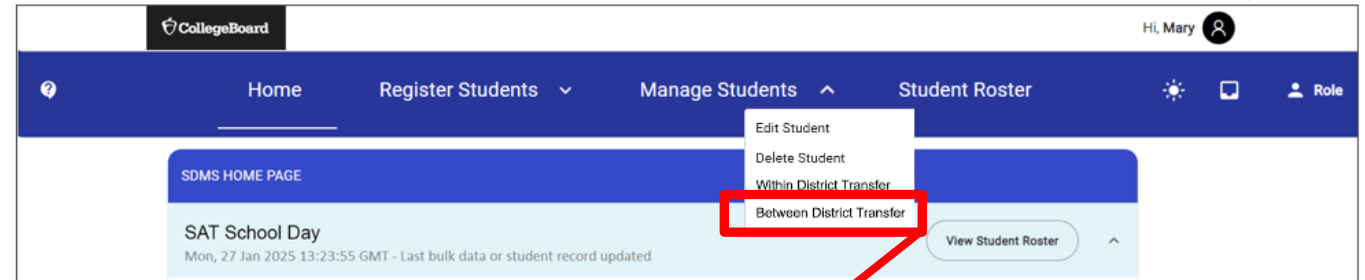 CollegeBoard
Hi, Mary
Home Register Students Manage Students Student Roster Role
Edit Student
Delete Student
Within District Transfer
Between District Transfer
SDMS HOME PAGE
SAT School Day
Mon, 27 Jan 2025 13:23:55 GMT - Last bulk data or student record updated
View Student Roster